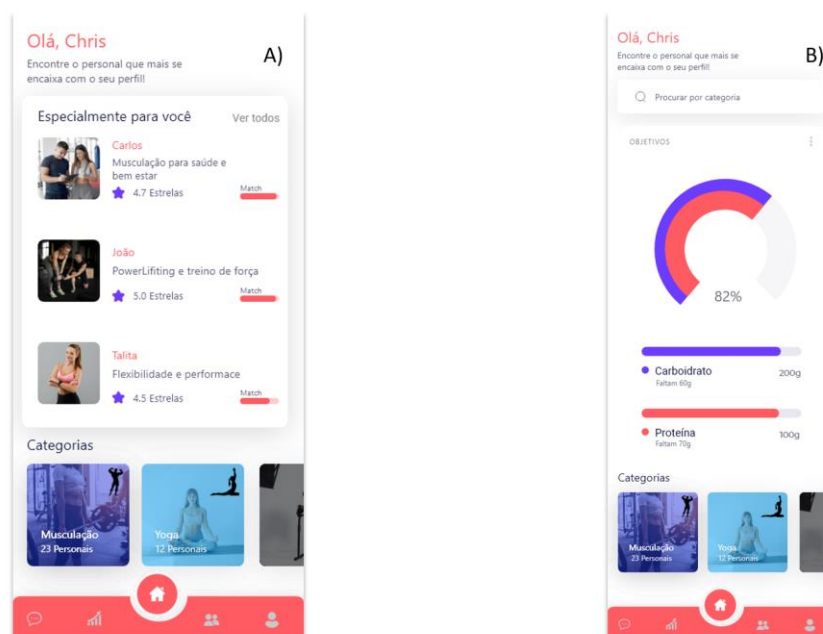 Olá, Chris
A)
Encontre o personal que mais se
encaixa com o seu perfil!
Especialmente para você
Ver todos
Carlos
Musculação para saúde e
bem estar
4.7 Estrelas
Match
João
PowerLifiting e treino de força
5.0 Estrelas
Match
Talita
Flexibilidade e performace
4.5 Estrelas
Match
Categorias
Musculação
23 Personais
Yoga
12 Personais
Olá, Chris
B)
Encontre o personal que mais se
encaixa com o seu perfil!
Procurar por categoria
OBJETIVOS
82%
Carboidrato
200g
Faltam 60g
Proteína
100g
Faltam 70g
Categorias
Musculação
23 Personais
Yoga
12 Personais